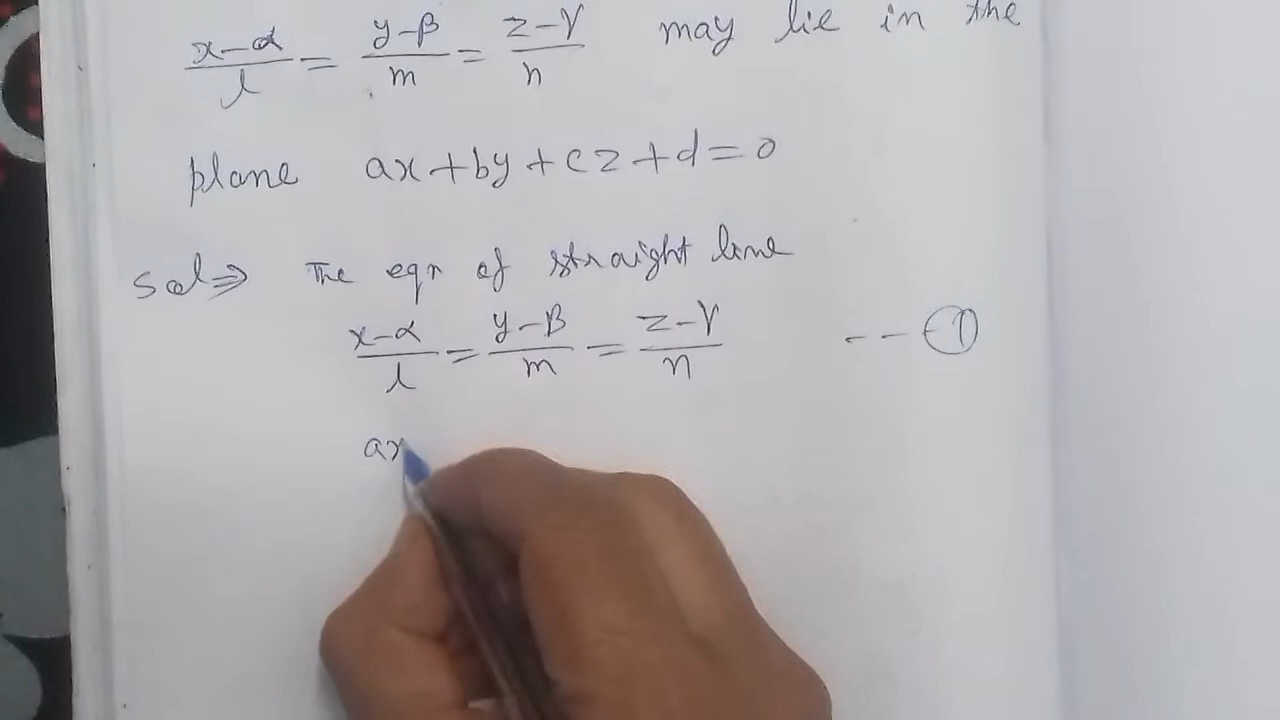 x-α/l = y-β/m = z-γ/n may lie in the
plane ax+by+cz+d=0
Sol⇒ The eqn of straight line
x-α/l = y-β/m = z-γ/n --- ①
ax